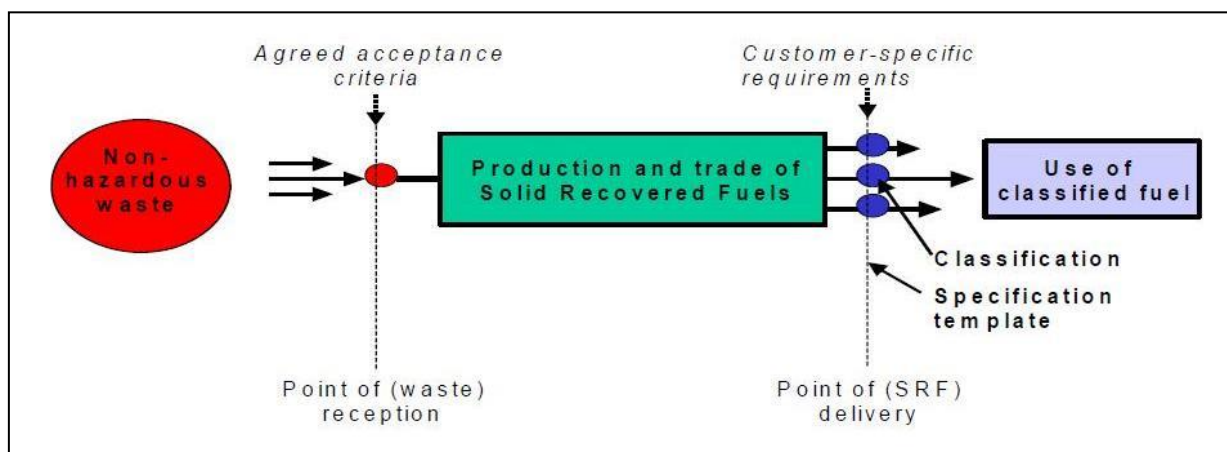 Agreed acceptance
criteria
Customer-specific
requirements
Non-
hazardous
waste
Production and trade of
Solid Recovered Fuels
Use of
classified fuel
Classification
Specification
template
Point of (waste)
reception
Point of (SRF)
delivery